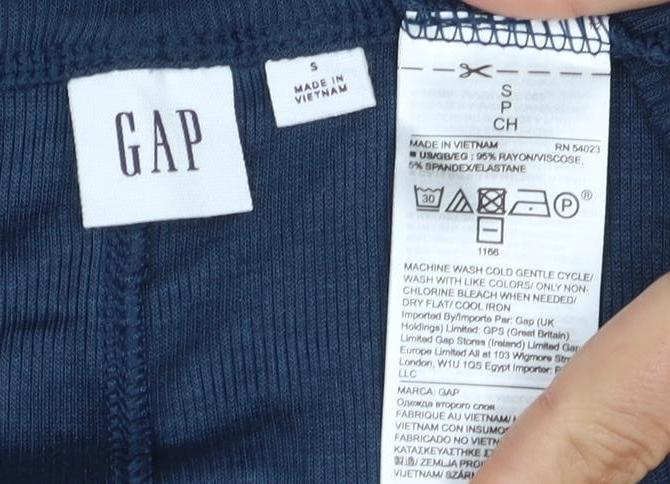 GAP
S
MADE IN
VIETNAM
S
P
CH
MADE IN VIETNAM RN 54023
■ US/GB/EG : 95% RAYON/VISCOSE,
5% SPANDEX/ELASTANE
30 P ®
1166
MACHINE WASH COLD GENTLE CYCLE/
WASH WITH LIKE COLORS/ ONLY NON-
CHLORINE BLEACH WHEN NEEDED/
DRY FLAT/ COOL IRON
Imported By/Importe Par: Gap (UK
Holdings) Limited: GPS (Great Britain)
Limited Gap Stores (Ireland) Limited Gap
Europe Limited All at 103 Wigmore
London, W1U 1QS Egypt Importer:
LLC
MARCA: GAP
Одежда второго слоя
FABRIQUE AU VIETNAM/
VIETNAM CON INSUMOS
FABRICADO NO
ΚΑΤΑΣΚΕΥΑΣΤΗΚΕ
製造/ ZEMLJA
VIJETNAM/